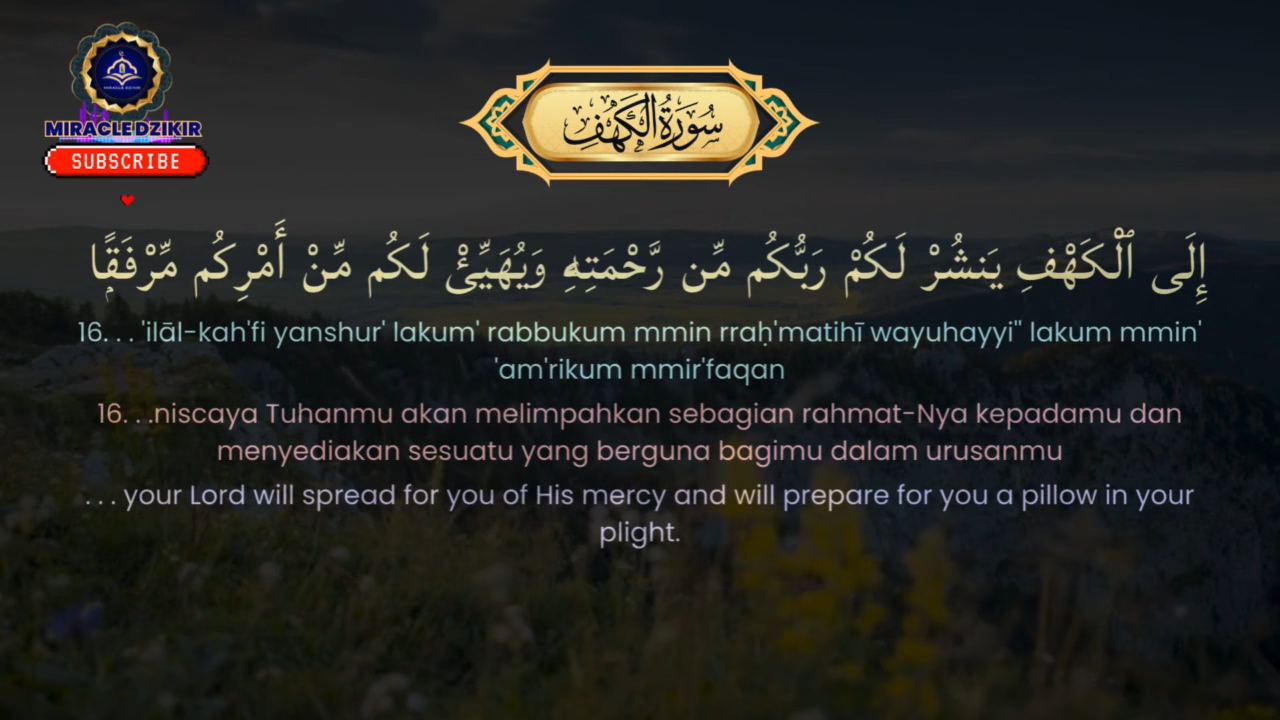 MIRACLE DZIKIR
SUBSCRIBE
سُورَةُ الْكَهْفِ
إِلَى ٱلْكَهْفِ يَنشُرْ لَكُمْ رَبُّكُم مِّن رَّحْمَتِهِۦ وَيُهَيِّئْ لَكُم مِّنْ أَمْرِكُم مِّرْفَقًۭا
16. . . 'ilāl-kah'fi yanshur' lakum' rabbukum mmin rraḥ'matihī wayuhayyi'' lakum mmin'
'am'rikum mmir'faqan
16. . .niscaya Tuhanmu akan melimpahkan sebagian rahmat-Nya kepadamu dan
menyediakan sesuatu yang berguna bagimu dalam urusanmu
. . . your Lord will spread for you of His mercy and will prepare for you a pillow in your
plight.